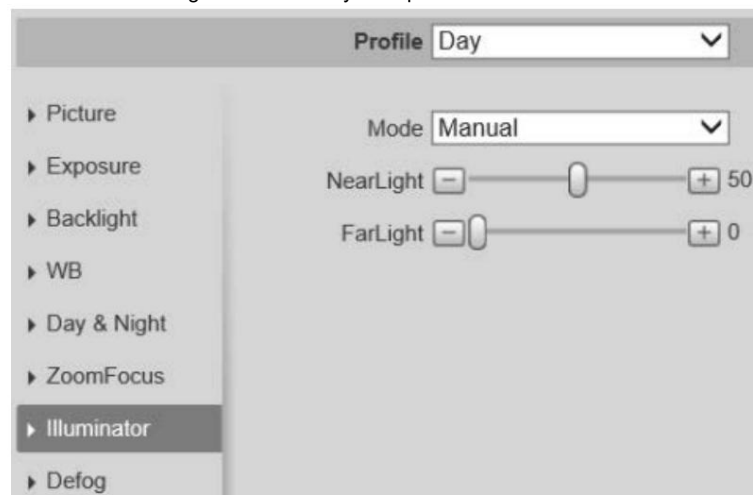 Profile Day
Picture
Exposure
Backlight
WB
Day & Night
ZoomFocus
Illuminator
Defog
Mode Manual
NearLight 50
FarLight 0